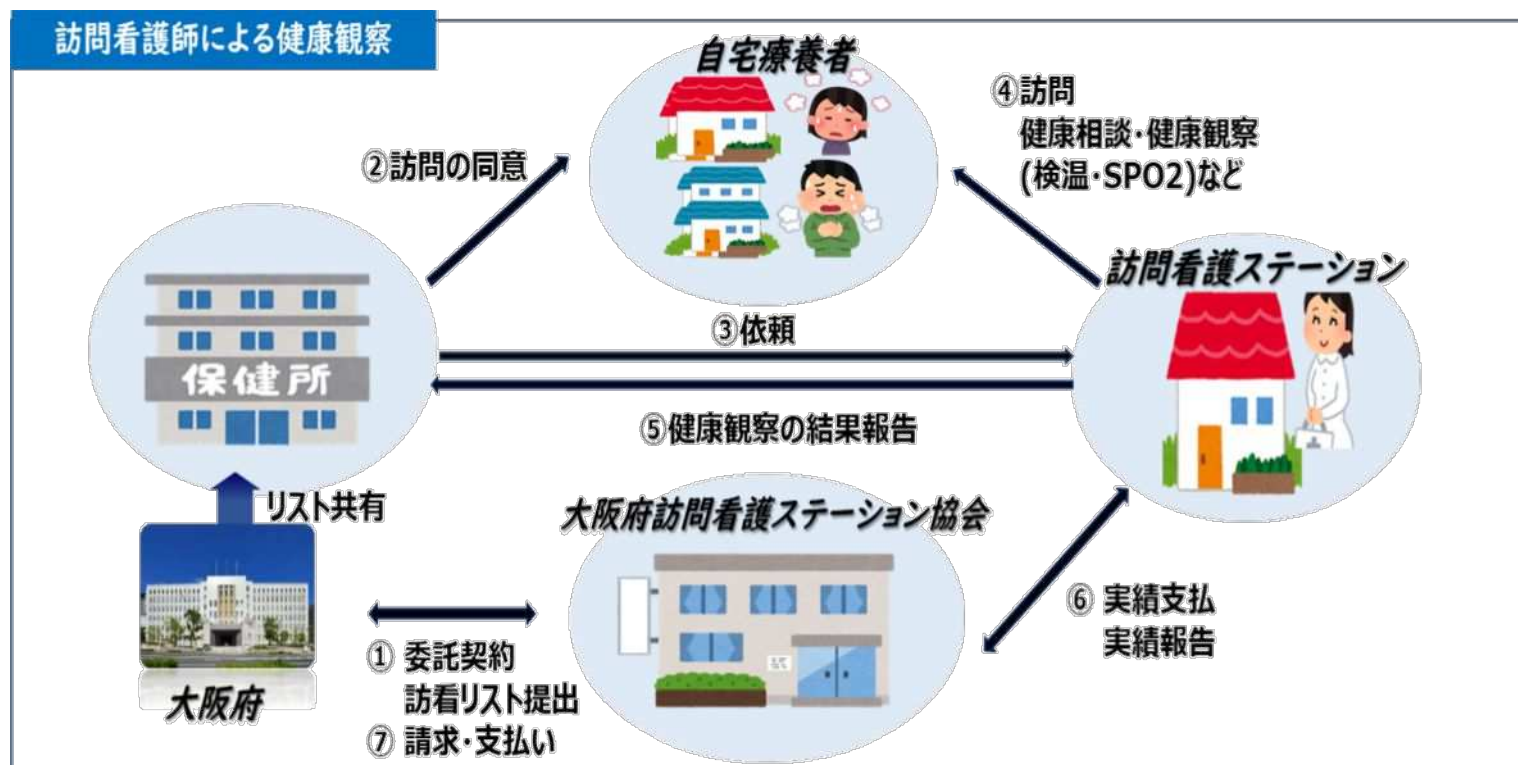 訪問看護師による健康観察
自宅療養者
④訪問
健康相談・健康観察
(検温・SPO2)など
②訪問の同意
訪問看護ステーション
③依頼
保健所
⑤健康観察の結果報告
リスト共有
大阪府訪問看護ステーション協会
⑥ 実績支払
実績報告
① 委託契約
訪看リスト提出
⑦ 請求・支払い
大阪府